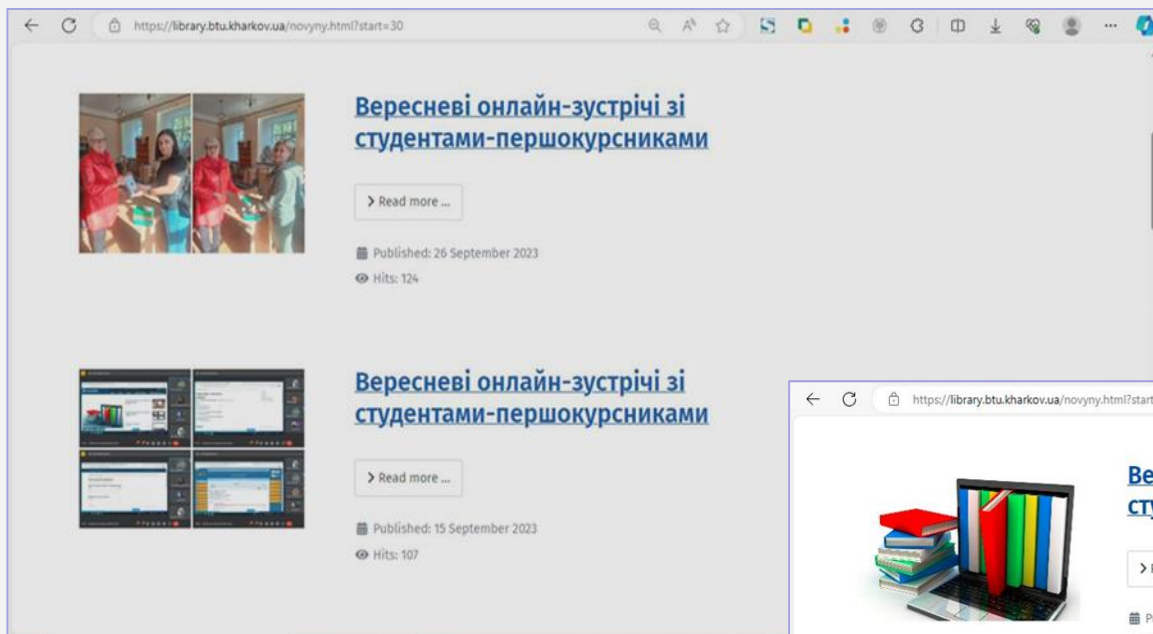 https://library.btu.kharkov.ua/novyny.html?start=30
Вересневі онлайн-зустрічі зі
студентами-першокурсниками
Read more ...
Published: 26 September 2023
Hits: 124
Вересневі онлайн-зустрічі зі
студентами-першокурсниками
Read more ...
Published: 15 September 2023
Hits: 107
https://library.btu.kharkov.ua/novyny.html?start
Ве
сту